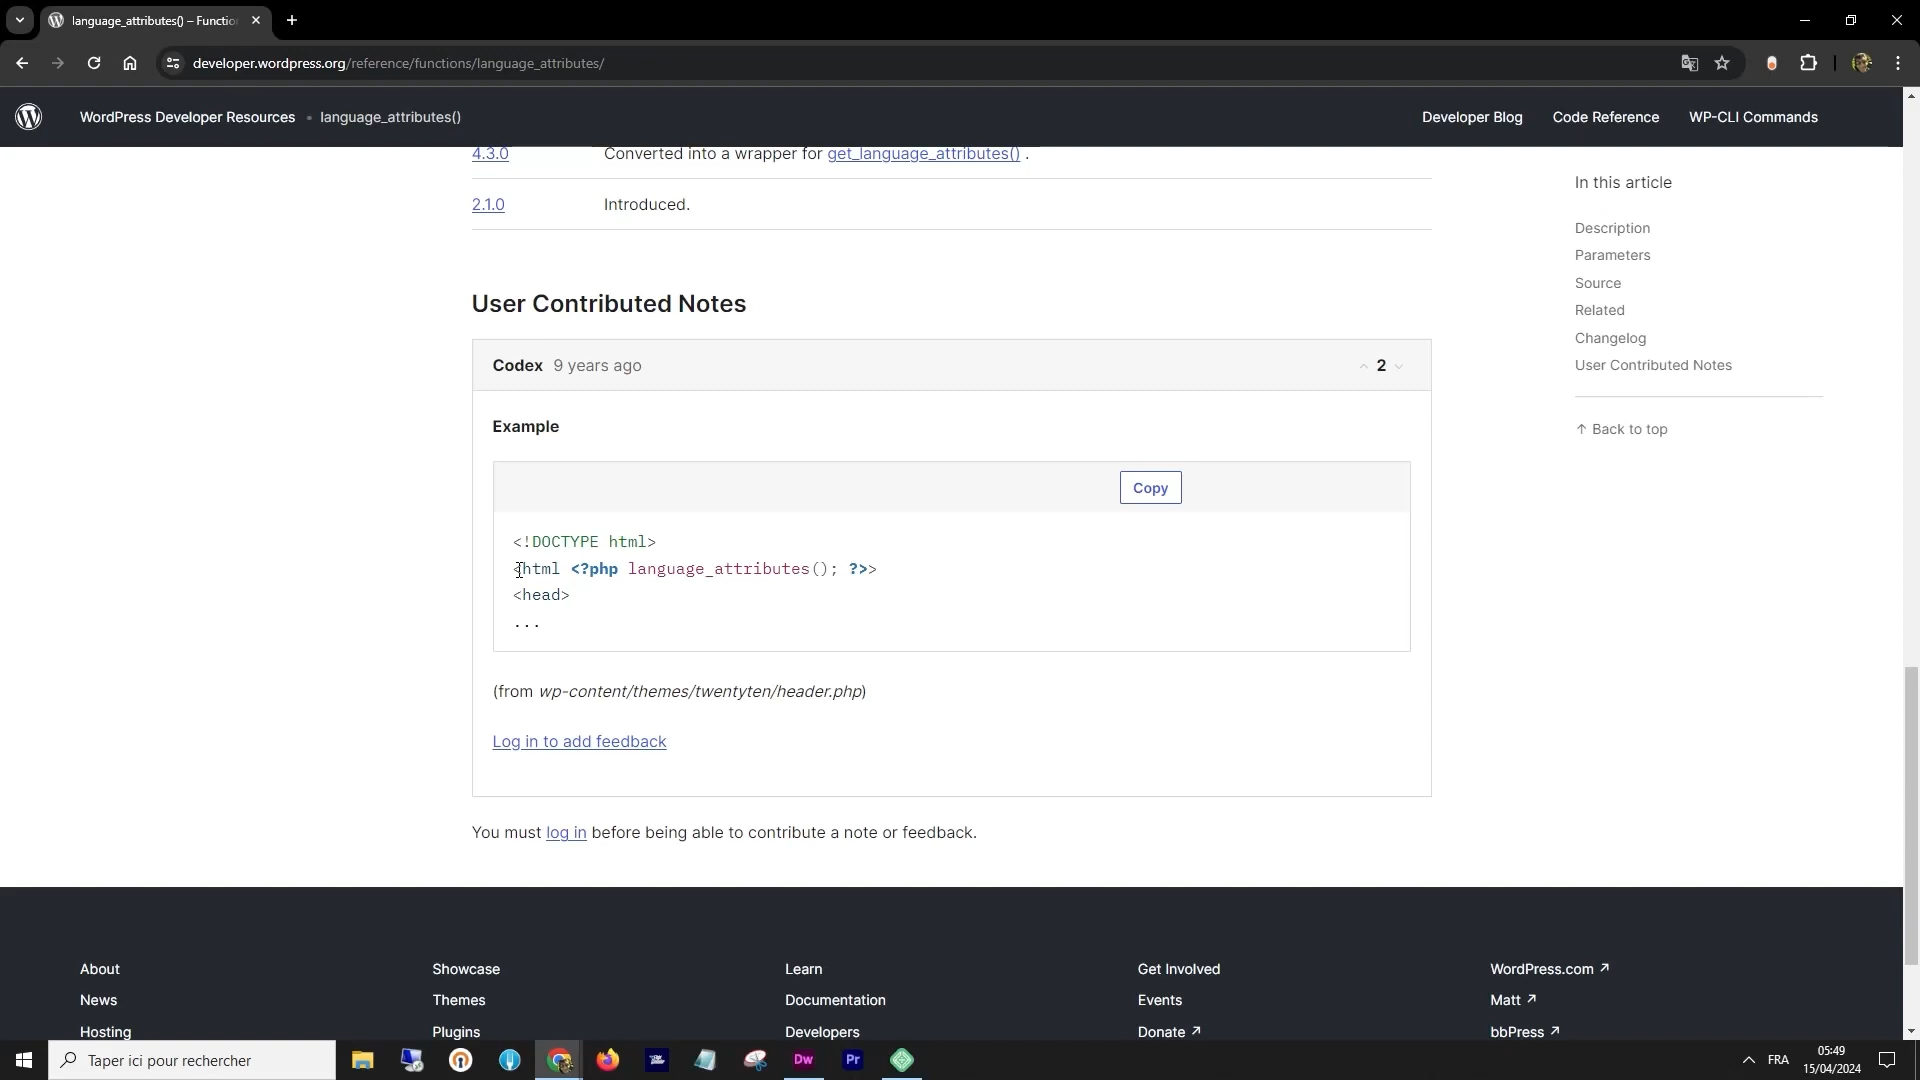 language_attributes() – Functio
developer.wordpress.org/reference/functions/language_attributes/
WordPress Developer Resources
language_attributes()
Developer Blog
Code Reference
WP-CLI Commands
4.3.0 Converted into a wrapper for get_language_attributes() .
2.1.0 Introduced.
In this article
Description
Parameters
Source
Related
Changelog
User Contributed Notes
↑ Back to top
User Contributed Notes
Codex 9 years ago
2
Example
Copy
<!DOCTYPE html>
<html <?php language_attributes(); ?>>
<head>
...
(from wp-content/themes/twentyten/header.php)
Log in to add feedback
You must log in before being able to contribute a note or feedback.
About
News
Hosting
Showcase
Themes
Plugins
Learn
Documentation
Developers
Get Involved
Events
Donate ↗
WordPress.com ↗
Matt ↗
bbPress ↗
Taper ici pour rechercher
Dw
Pr
FRA
05:49
15/04/2024